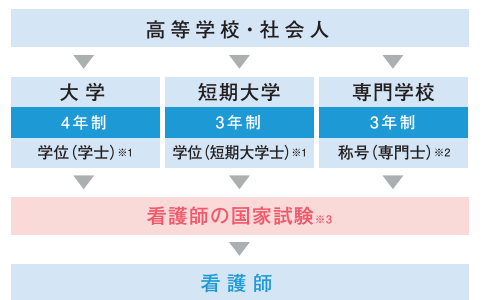 高等学校・社会人
大学
4年制
学位(学士)※1
短期大学
3年制
学位(短期大学士)※1
専門学校
3年制
称号(専門士)※2
看護師の国家試験※3
看護師